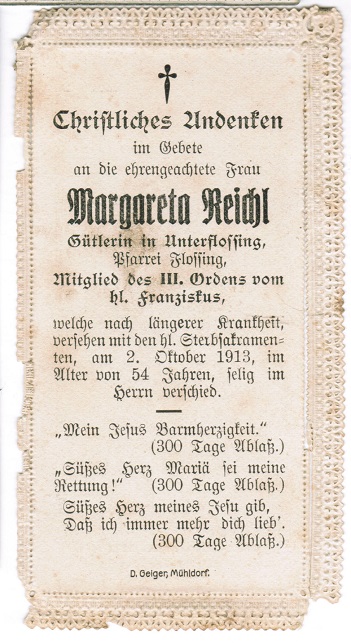 †
Christliches Andenken
im Gebete
an die ehrengeachtete Frau
Margareta Reichl
Gütlerin in Unterflossing,
Pfarrei Flossing,
Mitglied des III. Ordens vom
hl. Franziskus,
welche nach längerer Krankheit,
versehen mit den hl. Sterbsakramen-
ten, am 2. Oktober 1913, im
Alter von 54 Jahren, selig im
Herrn verschied.
„Mein Jesus Barmherzigkeit."
(300 Tage Ablaß.)
„Süßes Herz Mariä sei meine
Rettung!" (300 Tage Ablaß.)
Süßes Herz meines Jesu gib,
Daß ich immer mehr dich lieb'.
(300 Tage Ablaß.)
D. Geiger, Mühldorf.